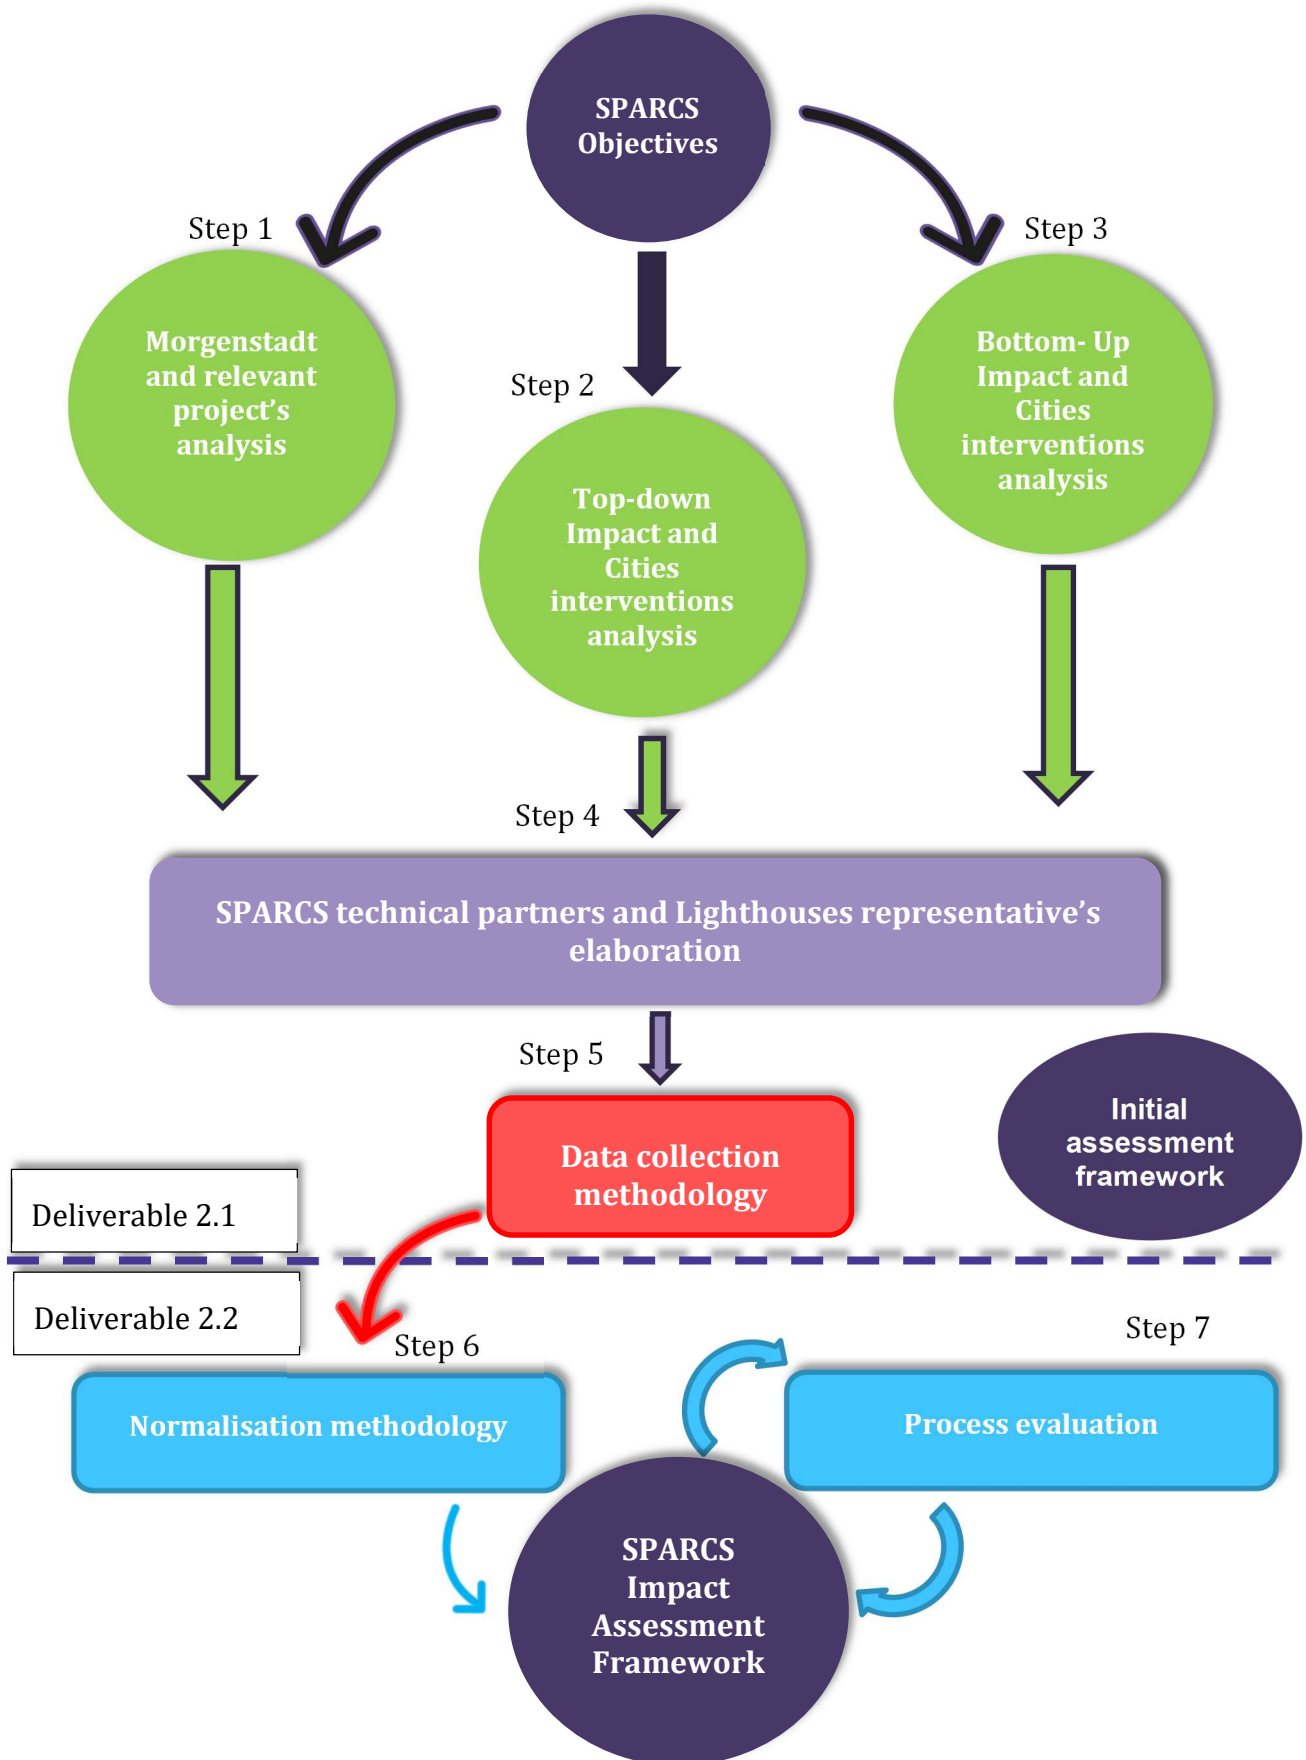 SPARCS
Objectives
Step 1
Step 3
Morgenstadt
and relevant
project's
analysis
Step 2
Bottom- Up
Impact and
Cities
interventions
analysis
Top-down
Impact and
Cities
interventions
analysis
Step 4
SPARCS technical partners and Lighthouses representative's
elaboration
Step 5
Initial
assessment
framework
Data collection
methodology
Deliverable 2.1
Deliverable 2.2
Step 6
Step 7
Normalisation methodology
Process evaluation
SPARCS
Impact
Assessment
Framework